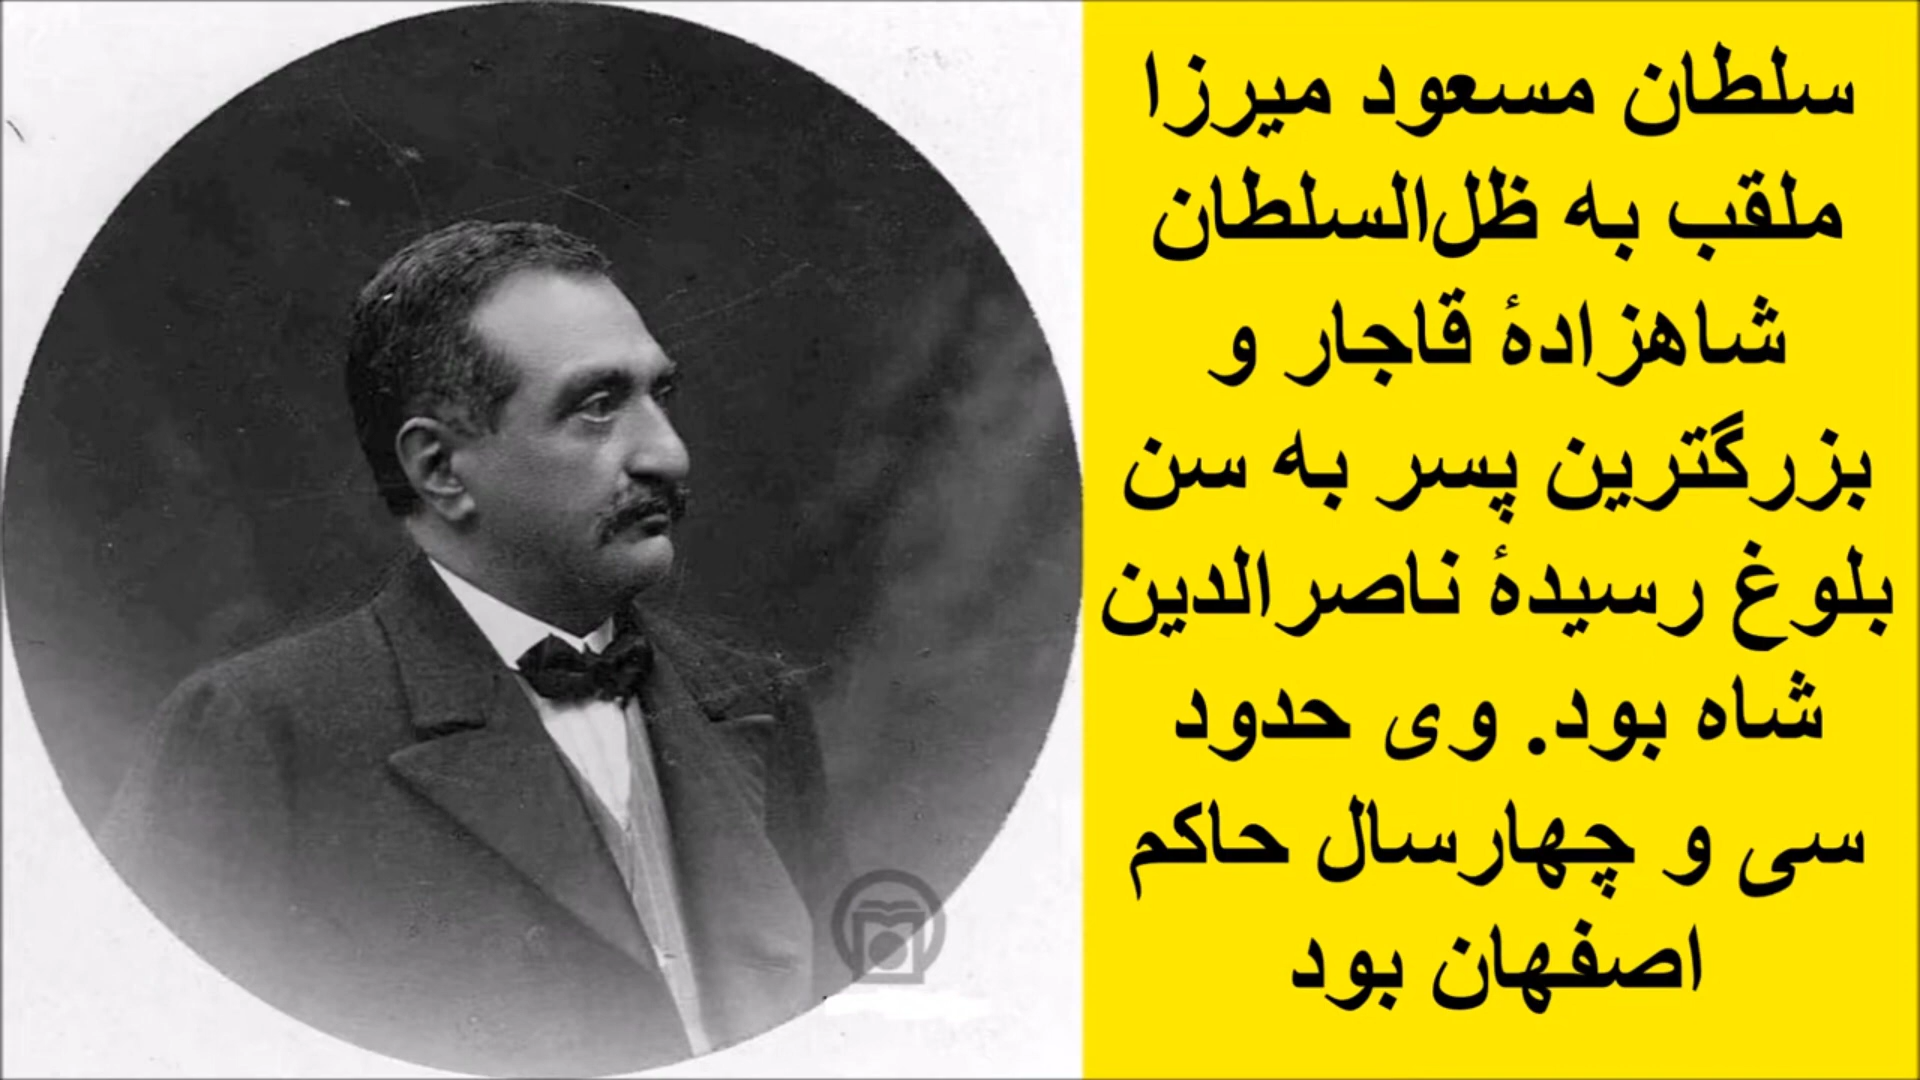 سلطان مسعود میرزا
ملقب به ظل‌السلطان
شاهزادهٔ قاجار و
بزرگترین پسر به سن
بلوغ رسیدهٔ ناصرالدین
شاه بود. وی حدود
سی و چهارسال حاکم
اصفهان بود